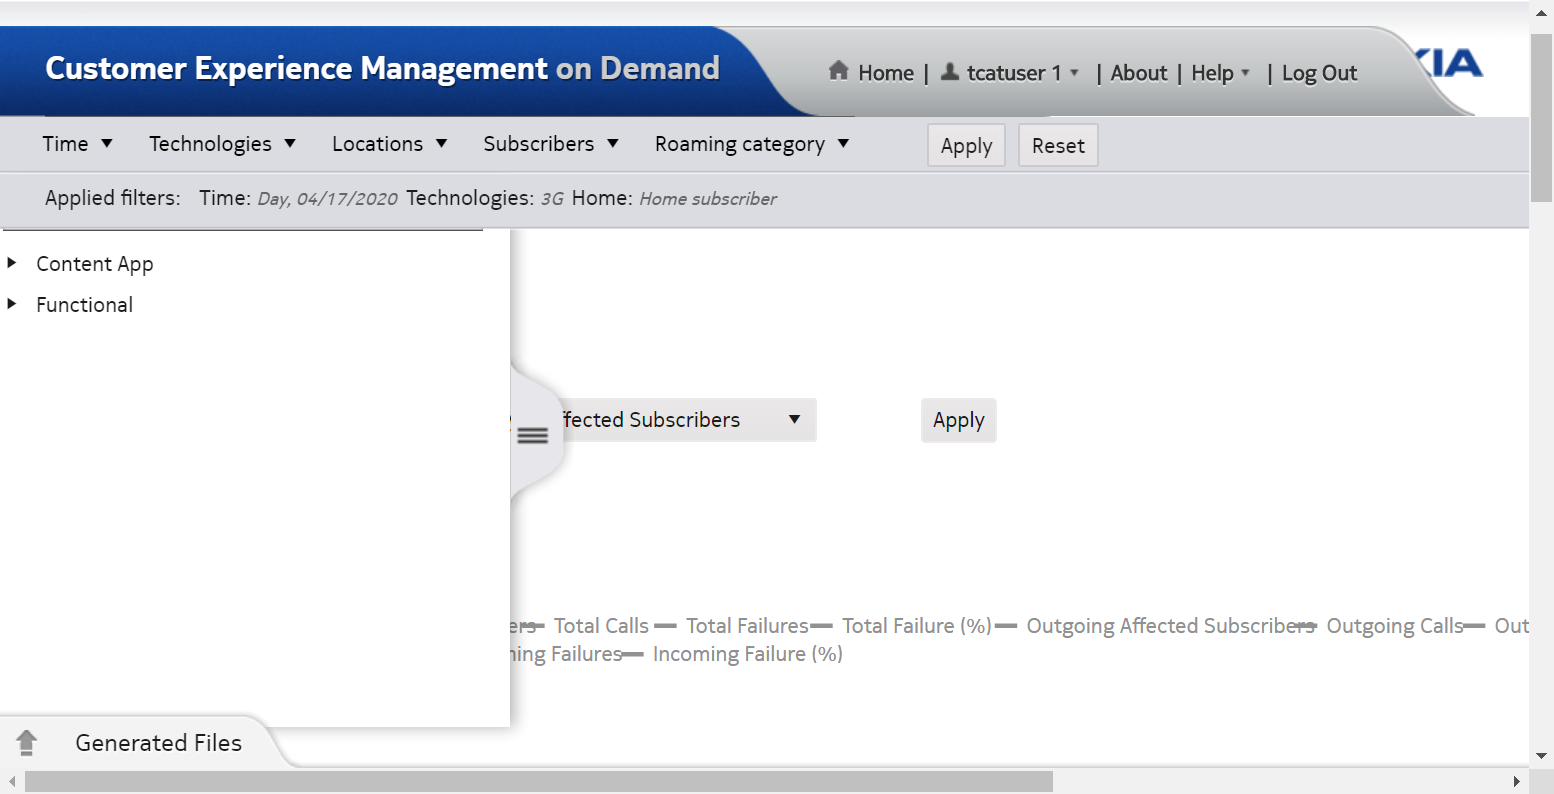 Customer Experience Management on Demand
Home | tcatuser 1 | About | Help | Log Out
Time Technologies Locations Subscribers Roaming category Apply Reset
Applied filters: Time: Day, 04/17/2020 Technologies: 3G Home: Home subscriber
Content App
Functional
ffected Subscribers Apply
ers Total Calls Total Failures Total Failure (%) Outgoing Affected Subscribers Outgoing Calls Out
ning Failures Incoming Failure (%)
Generated Files